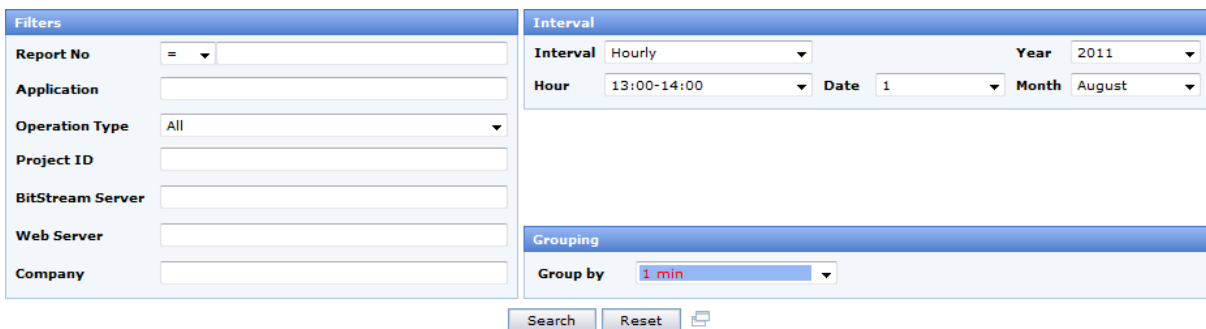 Filters
Report No = 
Application
Operation Type All
Project ID
BitStream Server
Web Server
Company
Interval
Interval Hourly Year 2011
Hour 13:00-14:00 Date 1 Month August
Grouping
Group by 1 min
Search Reset